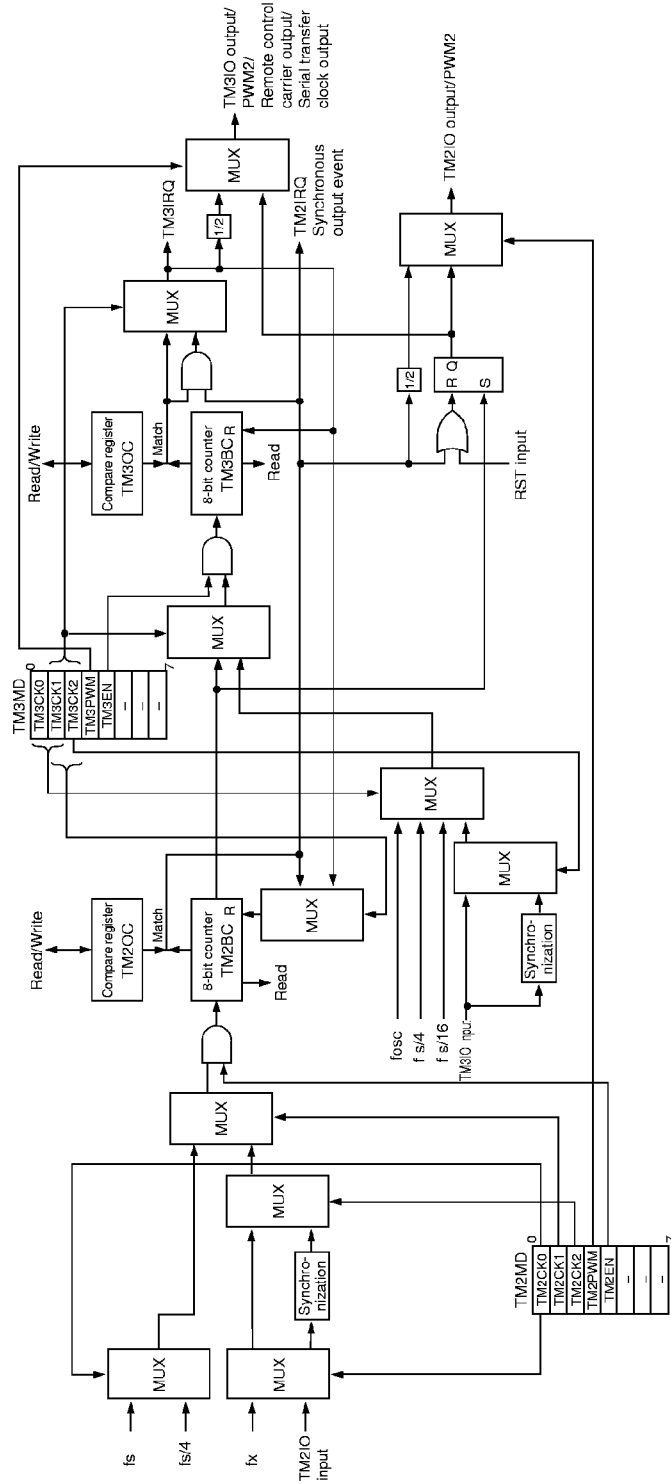 fs
fs/4
fx
TM2IO
input
MUX
MUX
Synchro-
nization
MUX
MUX
TM2MD
0
TM2CK0
TM2CK1
TM2CK2
TM2PWM
TM2EN
–
–
–
7
Read/Write
Compare register
TM2OC
Match
8-bit counter
TM2BC
R
Read
MUX
fosc
f s/4
f s/16
TM3IO nput
Synchro-
nization
MUX
MUX
TM3MD
0
TM3CK0
TM3CK1
TM3CK2
TM3PWM
TM3EN
–
–
–
7
MUX
Read/Write
Compare register
TM3OC
Match
8-bit counter
TM3BC
R
Read
MUX
TM3IRQ
1/2
MUX
TM3IO output/
PWM2/
Remote control
carrier output/
Serial transfer
clock output
TM2IRQ
Synchronous
output event
1/2
RST input
R Q
S
MUX
TM2IO output/PWM2